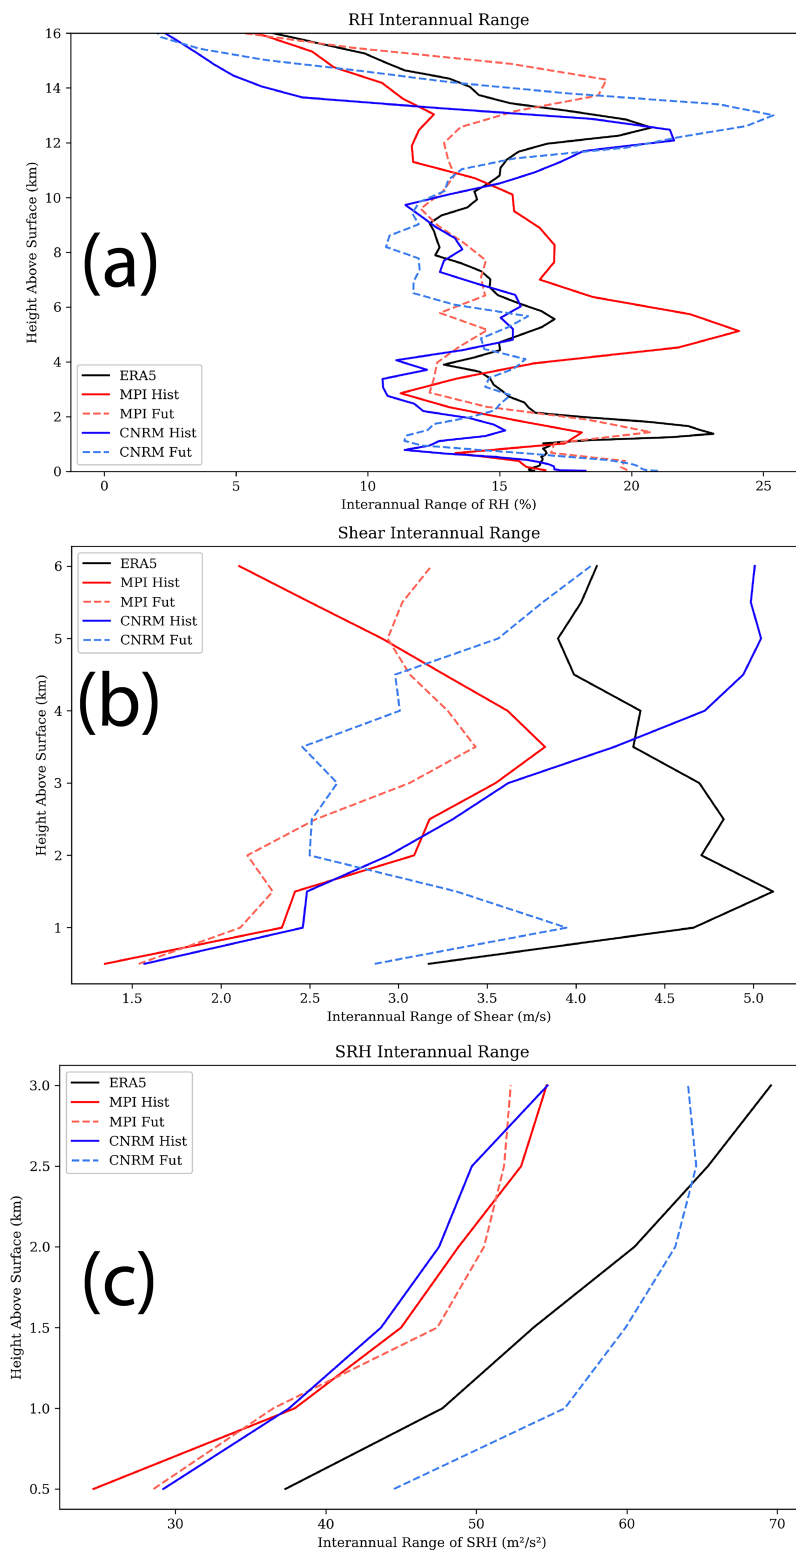 RH Interannual Range
16
14
12
10
8
6
4
2
0
Height Above Surface (km)
(a)
ERA5
MPI Hist
MPI Fut
CNRM Hist
CNRM Fut
0 5 10 15 20 25
Interannual Range of RH (%)
Shear Interannual Range
6
5
4
3
2
1
Height Above Surface (km)
ERA5
MPI Hist
MPI Fut
CNRM Hist
CNRM Fut
(b)
1.5 2.0 2.5 3.0 3.5 4.0 4.5 5.0
Interannual Range of Shear (m/s)
SRH Interannual Range
3.0
2.5
2.0
1.5
1.0
0.5
Height Above Surface (km)
ERA5
MPI Hist
MPI Fut
CNRM Hist
CNRM Fut
(c)
30 40 50 60 70
Interannual Range of SRH (m²/s²)